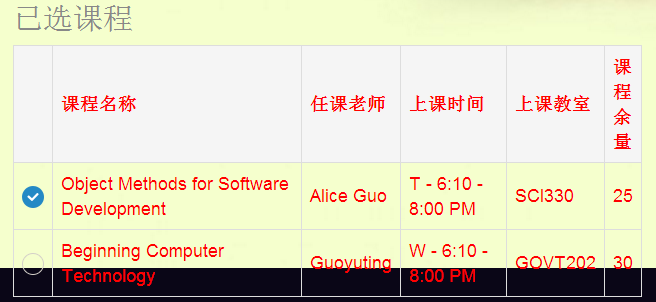 已选课程
课程名称 任课老师 上课时间 上课教室 课程余量
Object Methods for Software Alice Guo T - 6:10 - SCI330 25
Development 8:00 PM
Beginning Computer Guoyuting W - 6:10 - GOVT202 30
Technology 8:00 PM